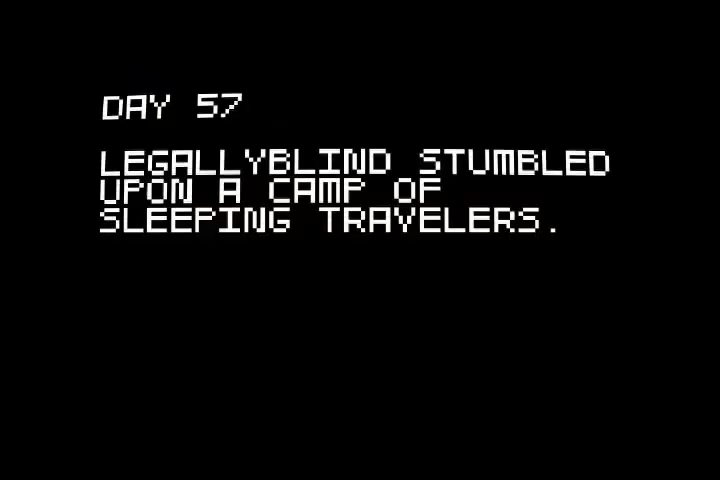 DAY 57
LEGALLYBLIND STUMBLED
UPON A CAMP OF
SLEEPING TRAVELERS.